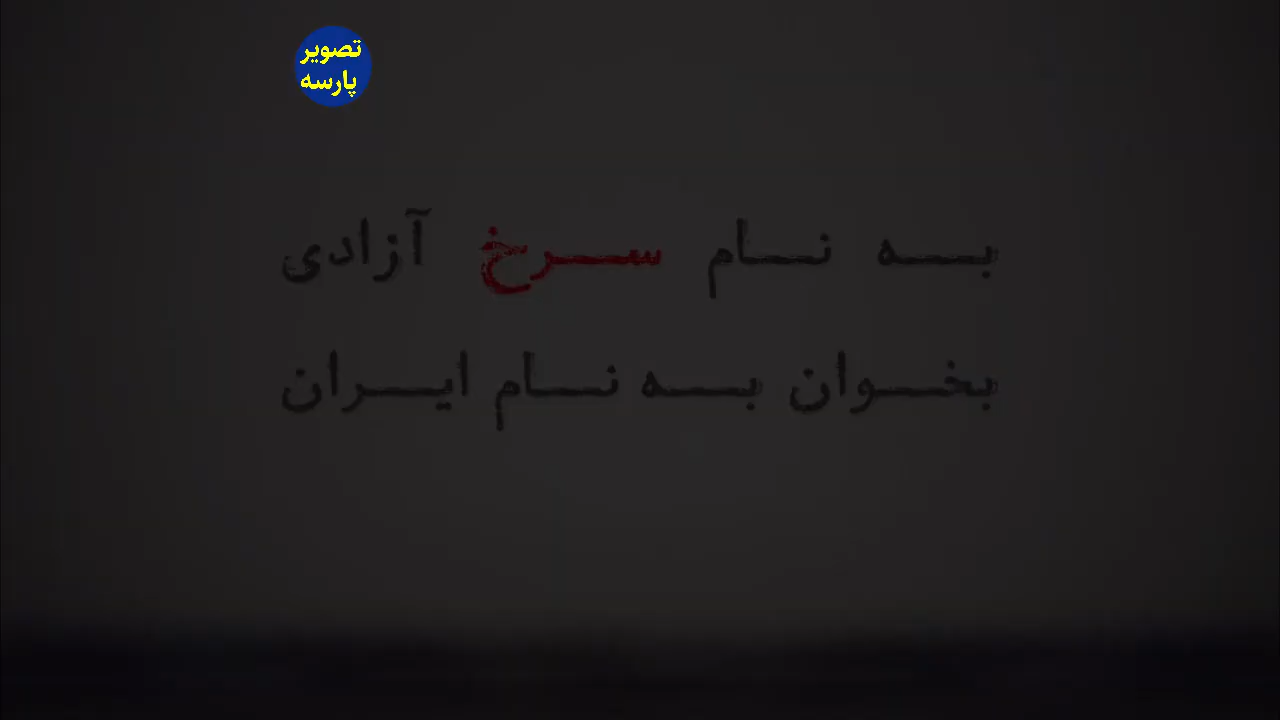 تصویر
پارسه
به نام سرخ آزادی
بخوان به نام ایران